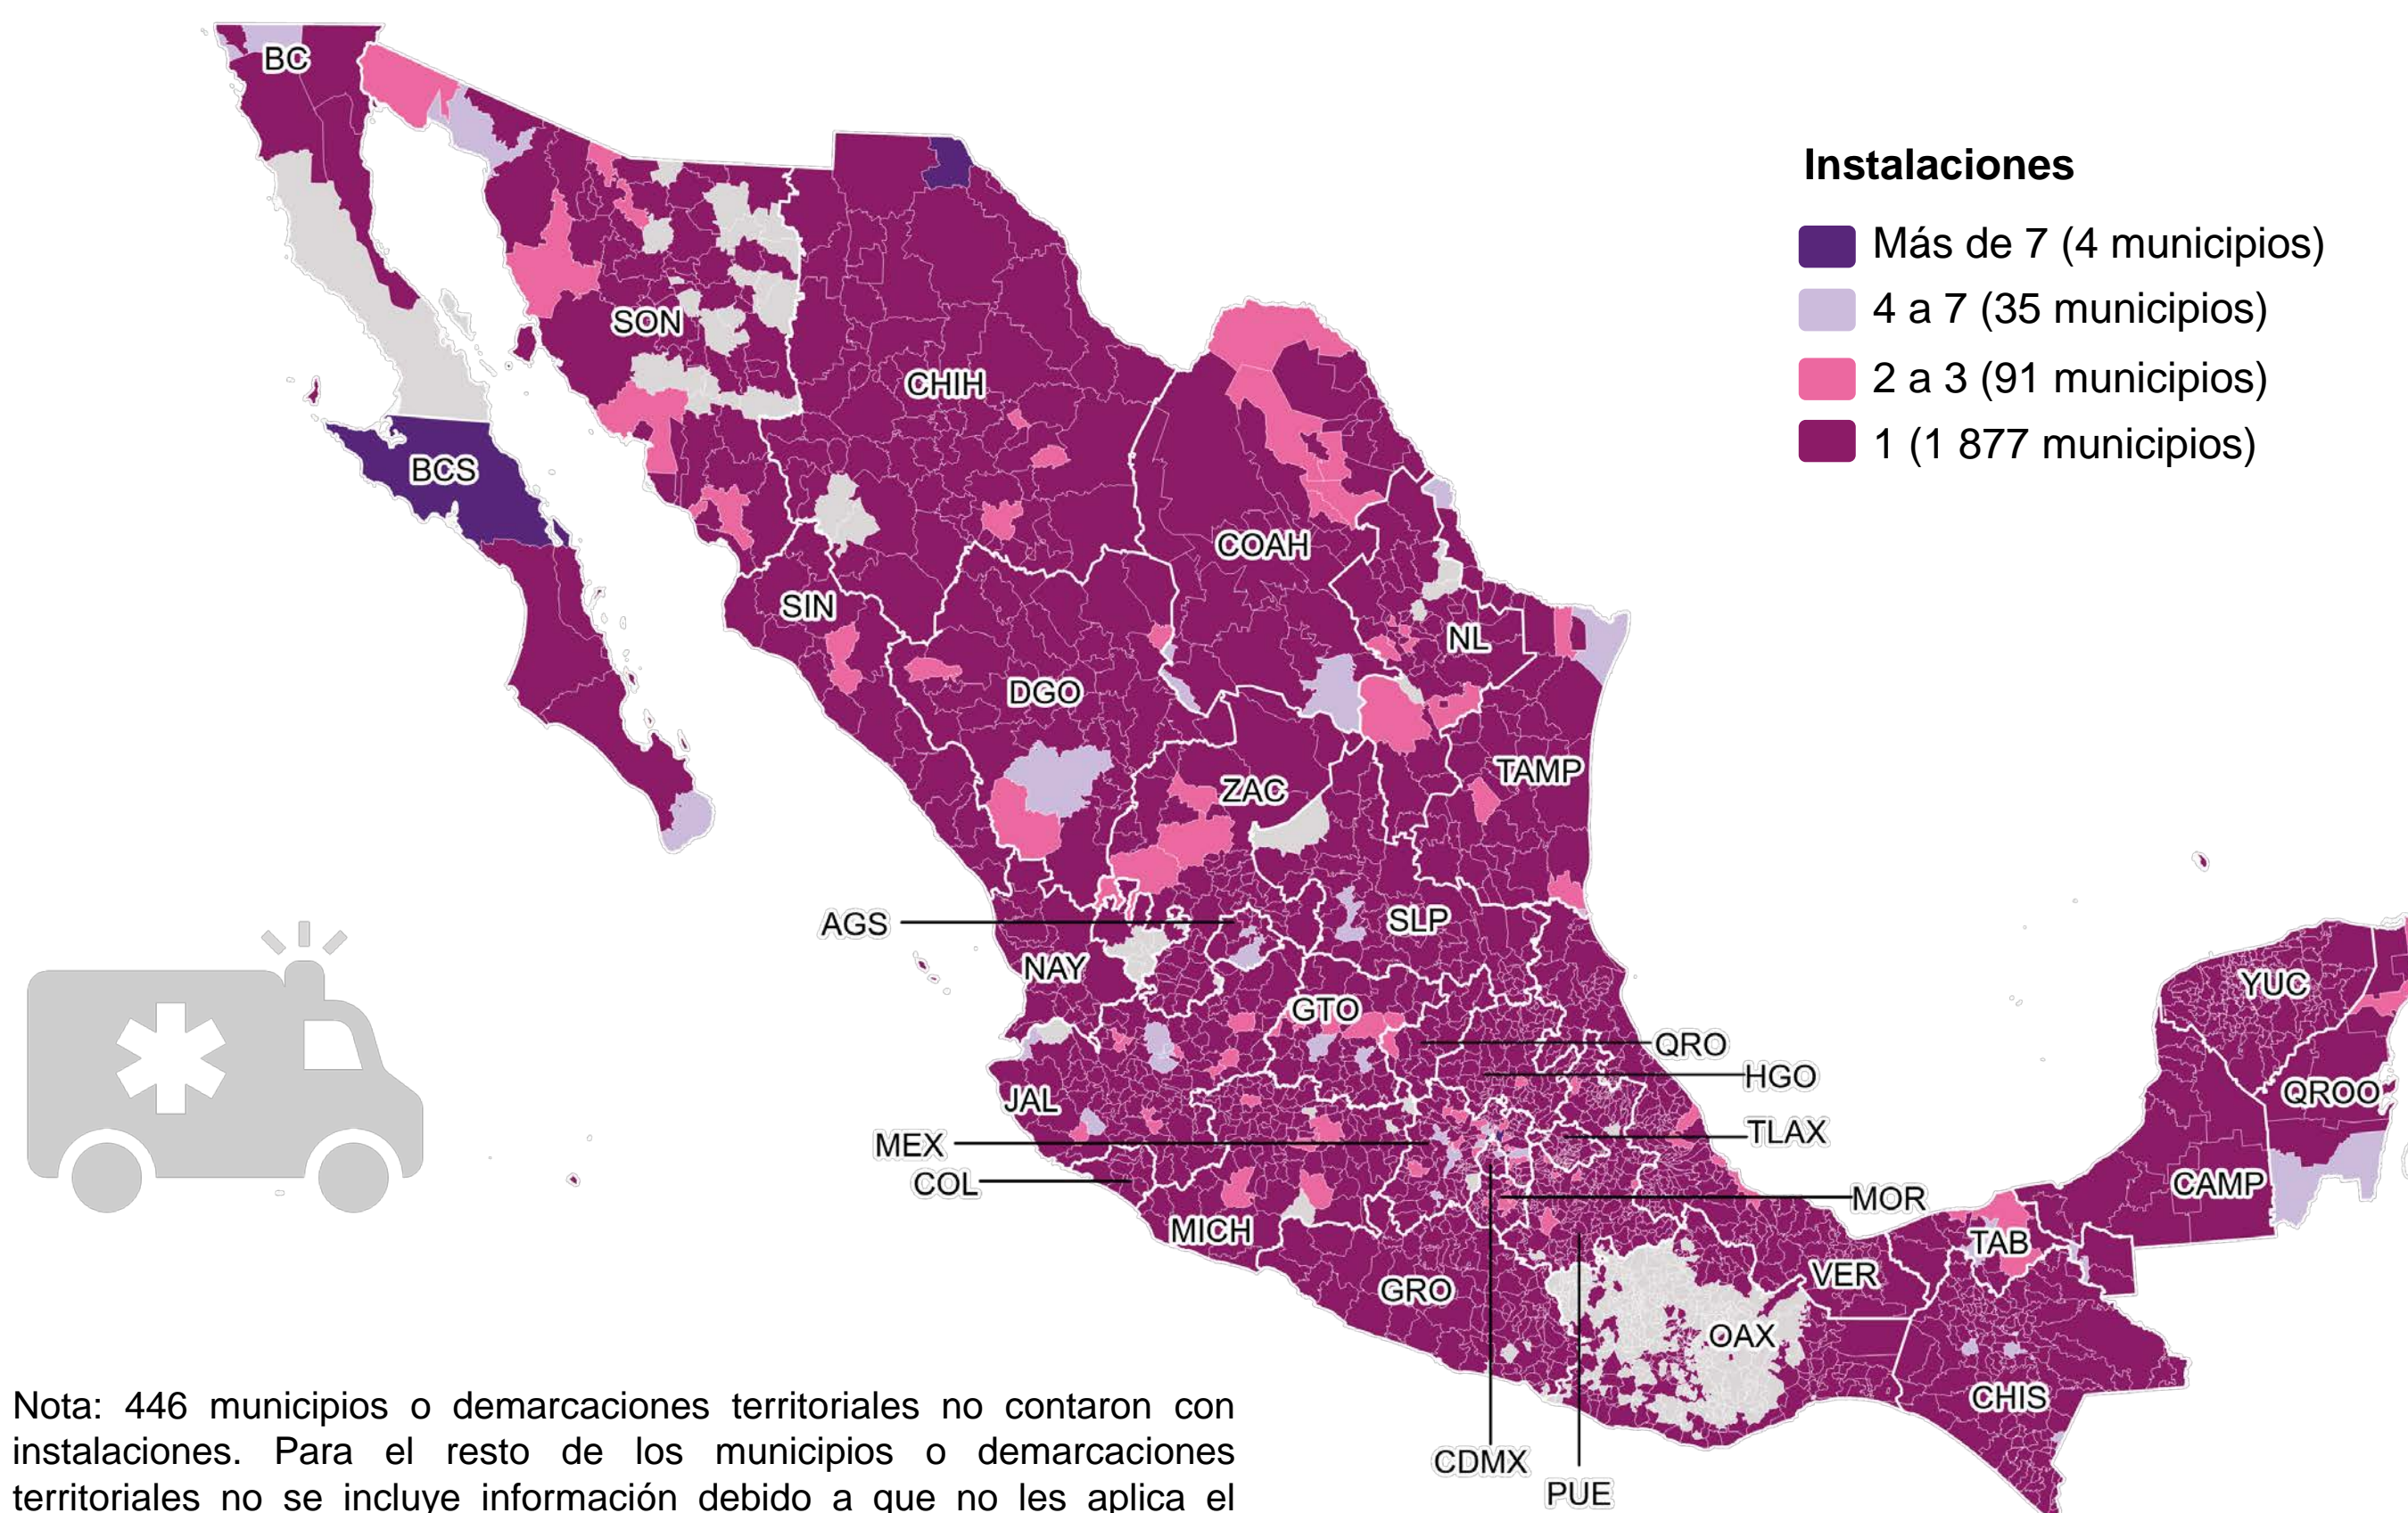 BC
Instalaciones
Más de 7 (4 municipios)
4 a 7 (35 municipios)
2 a 3 (91 municipios)
1 (1 877 municipios)
SON
CHIH
BCS
COAH
SIN
NL
DGO
TAMP
ZAC
AGS
SLP
NAY
YUC
GTO
QRO
HGO
QROO
JAL
TLAX
MEX
COL
CAMP
MOR
MICH
TAB
VER
GRO
OAX
CHIS
CDMX
PUE
Nota: 446 municipios o demarcaciones territoriales no contaron con
instalaciones. Para el resto de los municipios o demarcaciones
territoriales no se incluye información debido a que no les aplica el